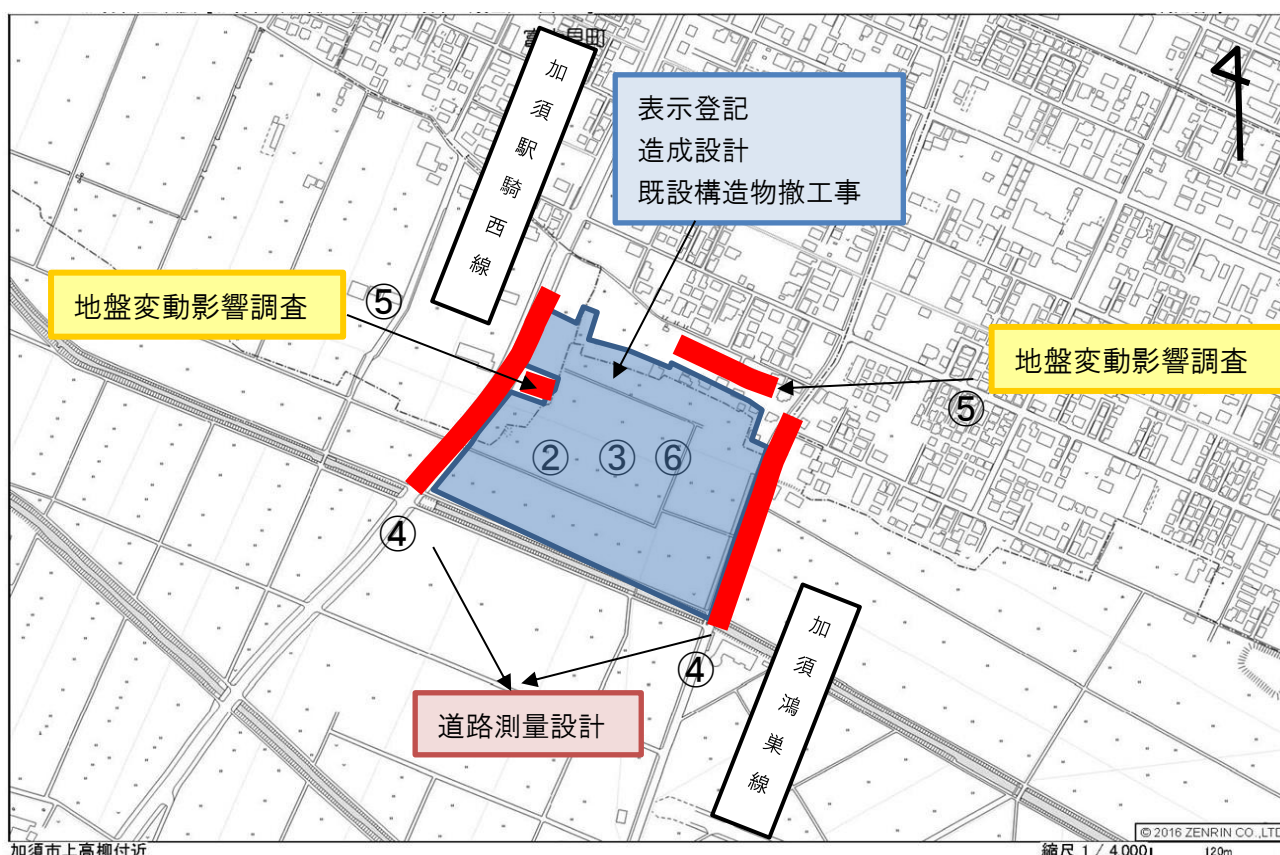 加須駅騎西線
表示登記
造成設計
既設構造物撤工事
地盤変動影響調査
⑤
地盤変動影響調査
⑤
② ③ ⑥
④
④
道路測量設計
加須鴻巣線
© 2016 ZENRIN CO.,LTD
加須市上高柳付近
縮尺 1 / 4,000
120m